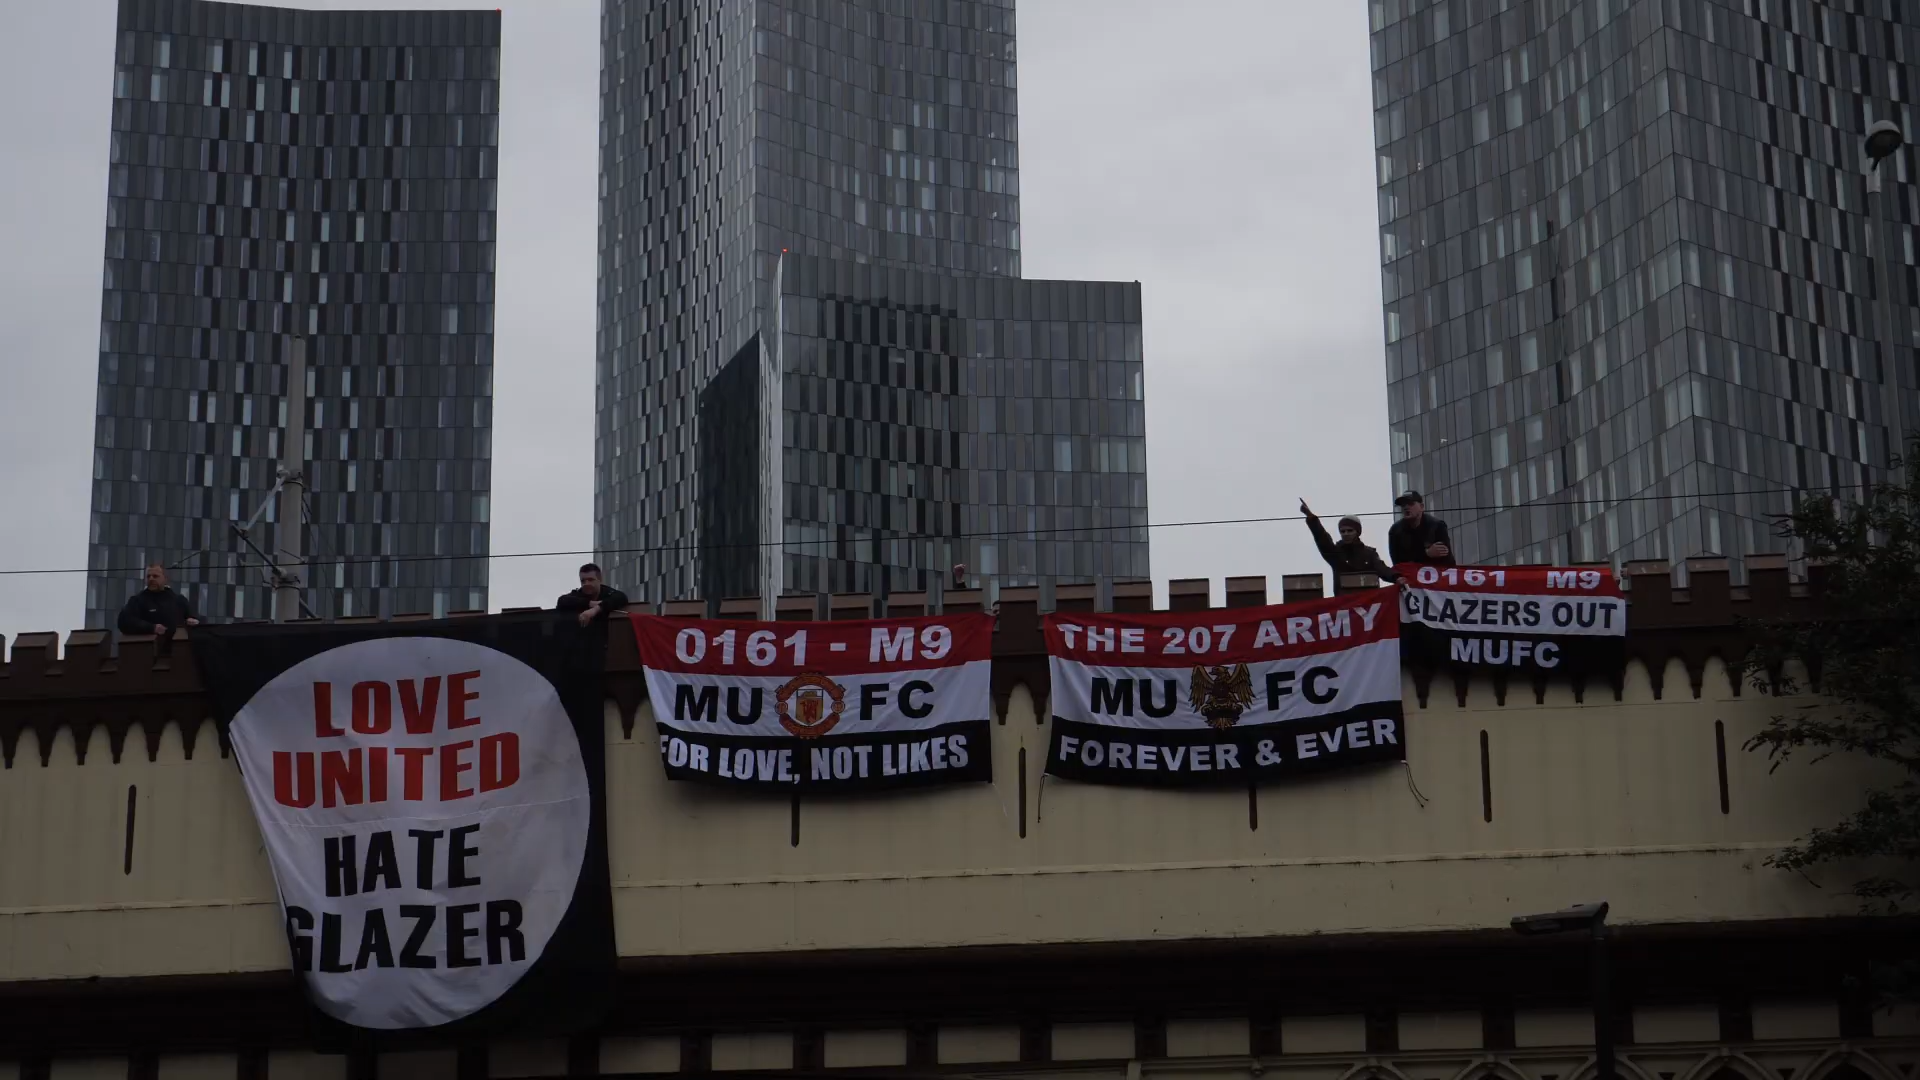 LOVE
UNITED
HATE
GLAZER
0161 - M9
MU FC
FOR LOVE, NOT LIKES
THE 207 ARMY
MU FC
FOREVER & EVER
0161 M9
GLAZERS OUT
MUFC